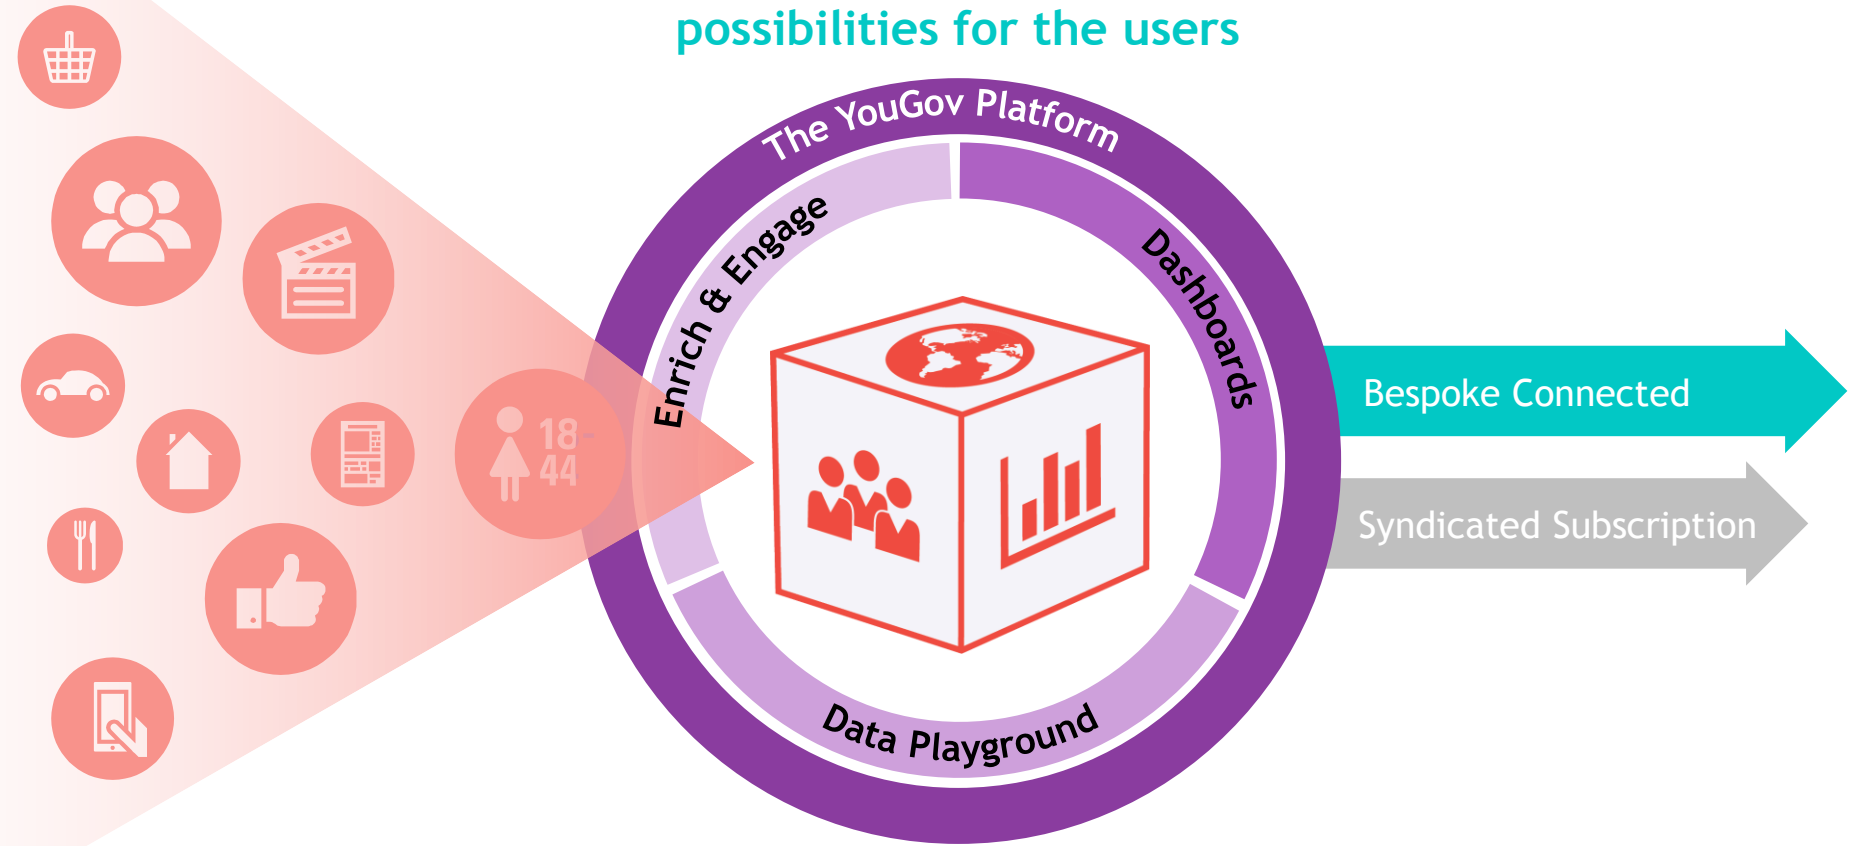 possibilities for the users
The YouGov Platform
Enrich & Engage
Dashboards
18-
44
Bespoke Connected
Syndicated Subscription
Data Playground